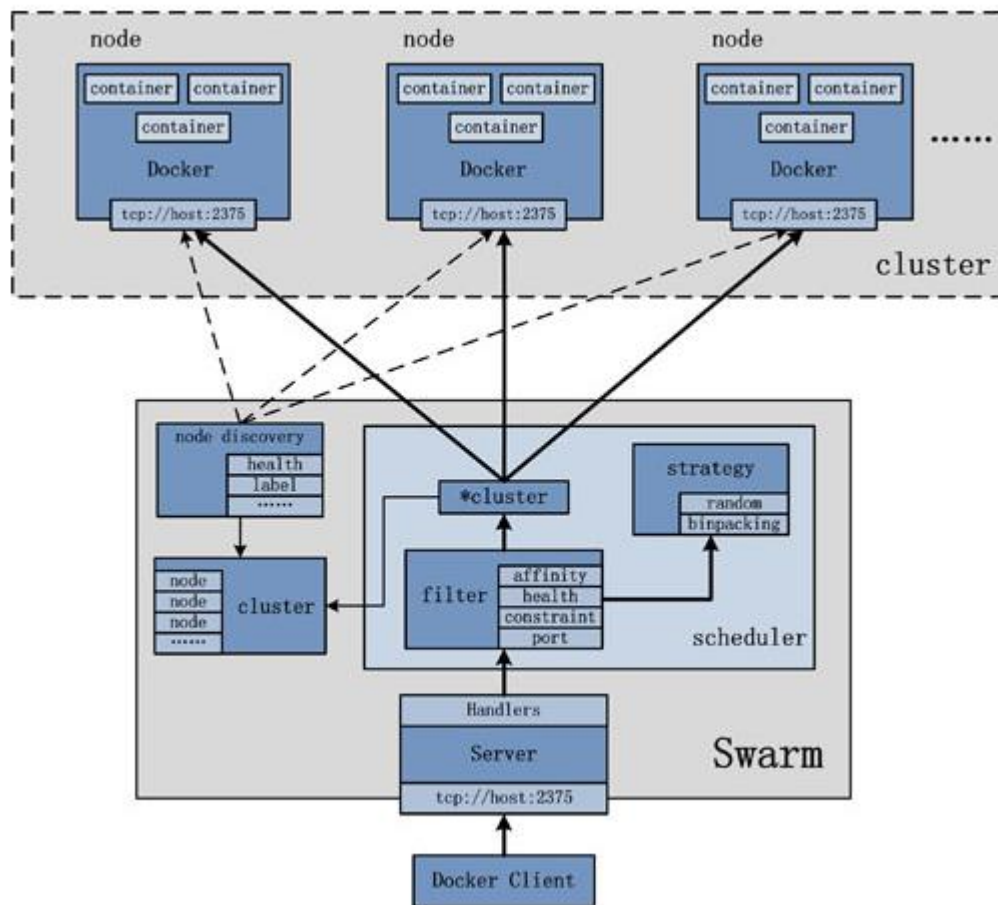 node
node
node
container container
container
Docker
tcp://host:2375
container container
container
Docker
tcp://host:2375
container container
container
Docker
tcp://host:2375
......
cluster
node discovery
health
label
......
node
node
node
......
cluster
*cluster
strategy
random
binpacking
filter
affinity
health
constraint
port
scheduler
Handlers
Server
tcp://host:2375
Swarm
Docker Client